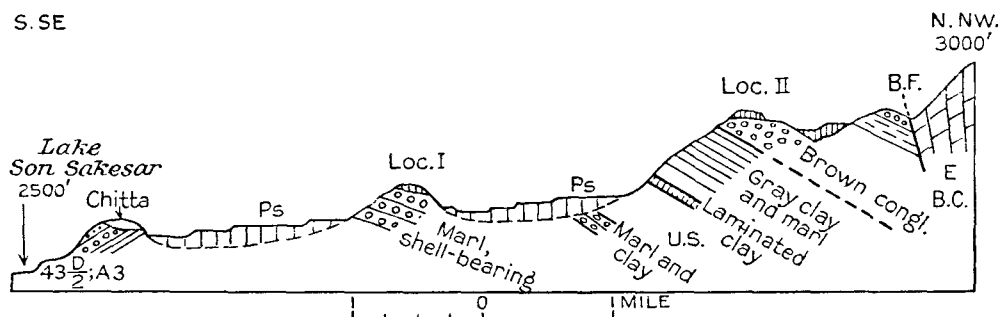 S.SE
N. NW.
3000'
B.F.
Loc. II
Lake
Son Sakesar
2500'
Loc.I
Chitta
Ps
Ps
E
B.C.
Brown congl.
Gray clay
and marl
Laminated
clay
U.S.
Marl and
clay
Marl,
shell-bearing
43 D/2; A3
1 0 1 MILE